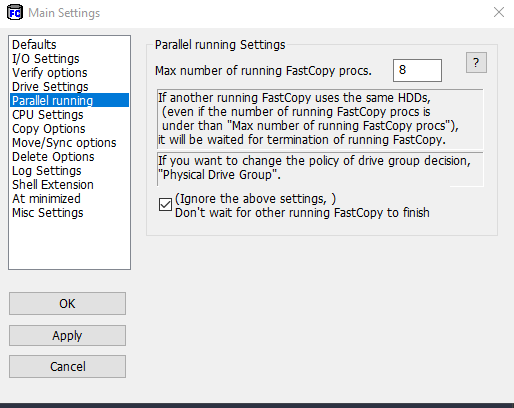 FC Main Settings
Defaults
I/O Settings
Verify options
Drive Settings
Parallel running
CPU Settings
Copy Options
Move/Sync options
Delete Options
Log Settings
Shell Extension
At minimized
Misc Settings
OK
Apply
Cancel
Parallel running Settings
Max number of running FastCopy procs. 8 ?
If another running FastCopy uses the same HDDs,
(even if the number of running FastCopy procs is
under than "Max number of running FastCopy procs"),
it will be waited for termination of running FastCopy.
If you want to change the policy of drive group decision,
"Physical Drive Group".
(Ignore the above settings, )
Don't wait for other running FastCopy to finish